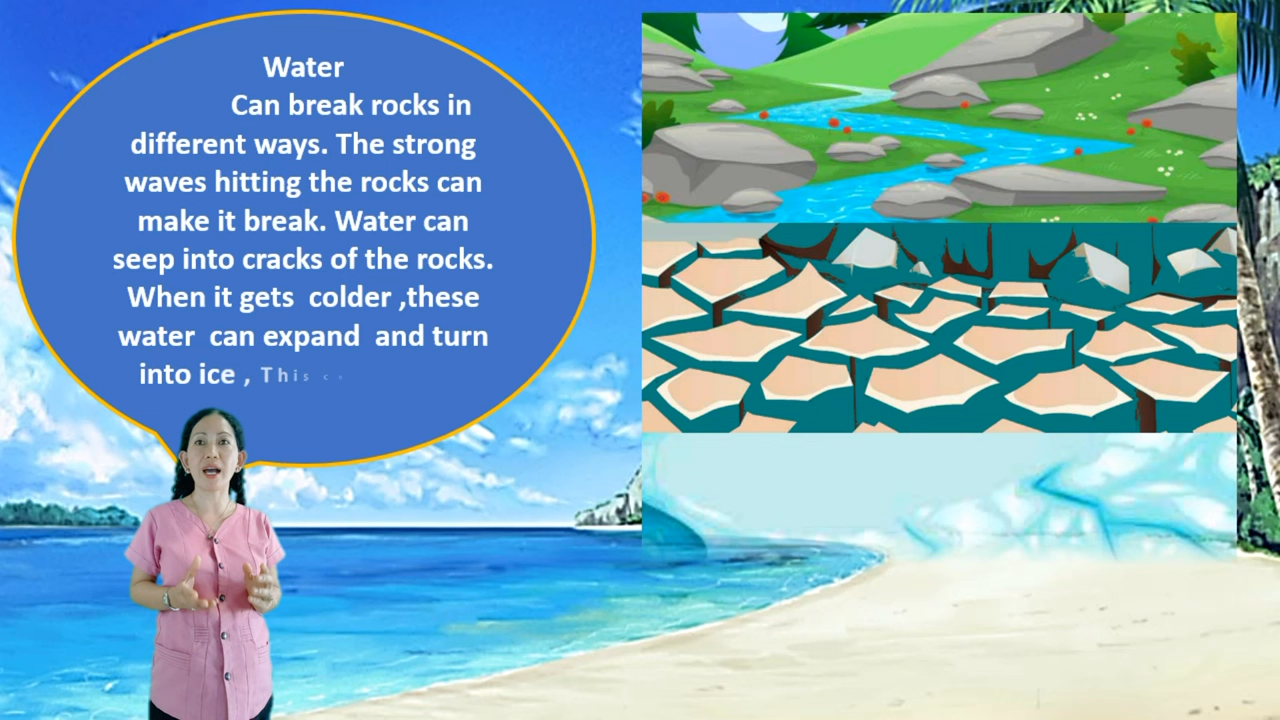 Water
Can break rocks in
different ways. The strong
waves hitting the rocks can
make it break. Water can
seep into cracks of the rocks.
When it gets  colder ,these
water  can expand  and turn
into ice , This